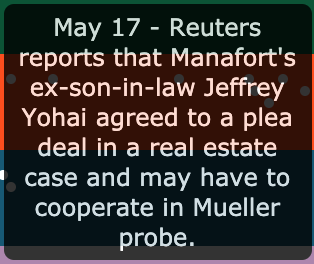 May 17 - Reuters
reports that Manafort's
ex-son-in-law Jeffrey
Yohai agreed to a plea
deal in a real estate
case and may have to
cooperate in Mueller
probe.